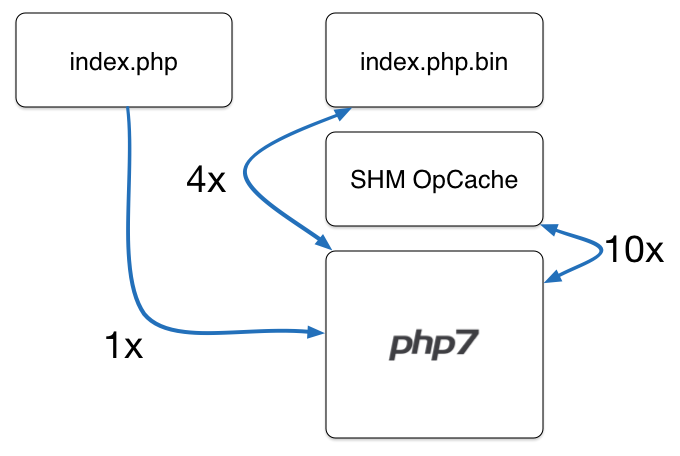 index.php
index.php.bin
4x
SHM OpCache
10x
1x
php7